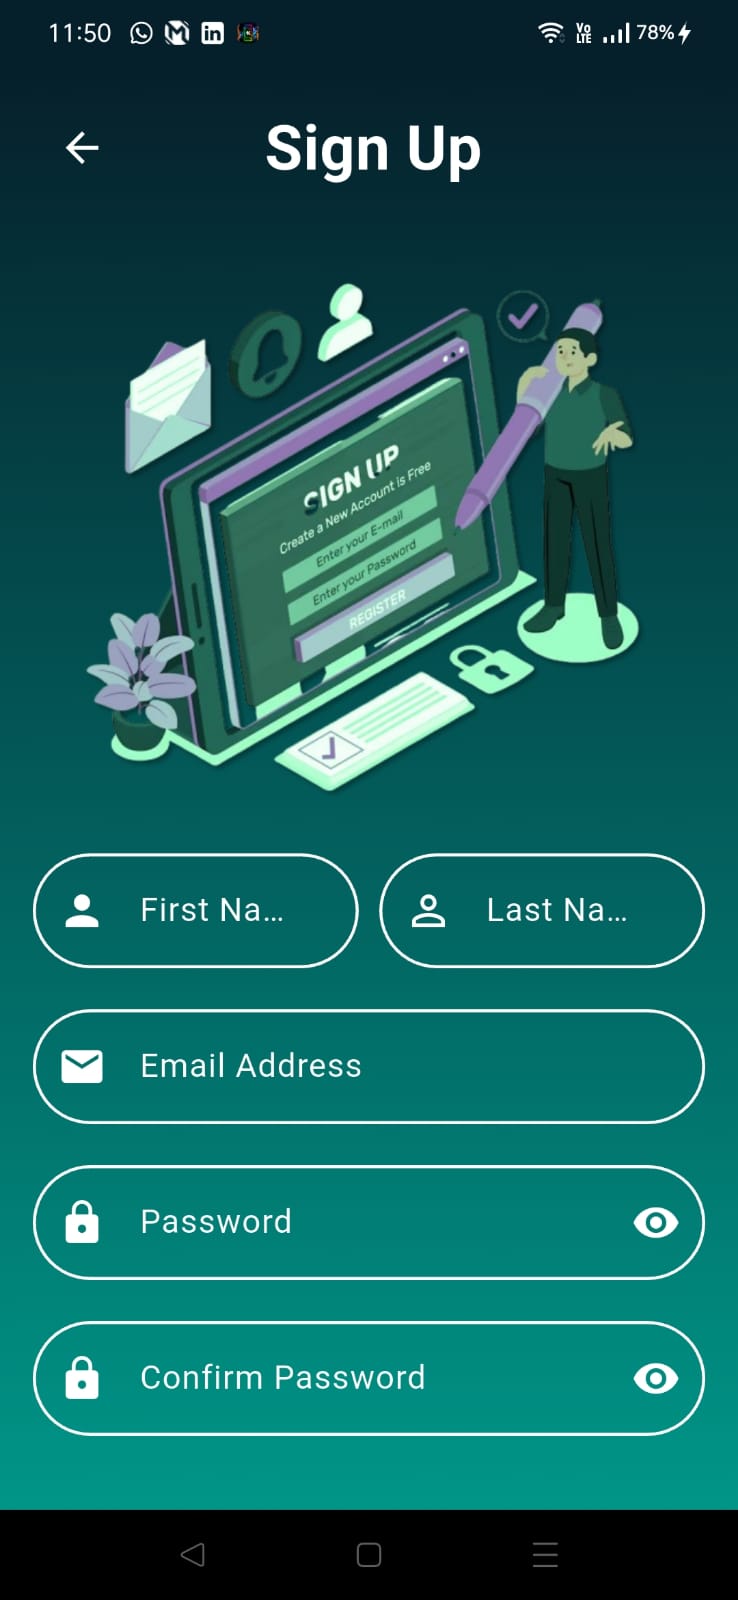 11:50 Vo LTE 78%
Sign Up
SIGN UP
Create a New Account is Free
Enter your E-mail
Enter your Password
REGISTER
First Na... Last Na...
Email Address
Password
Confirm Password